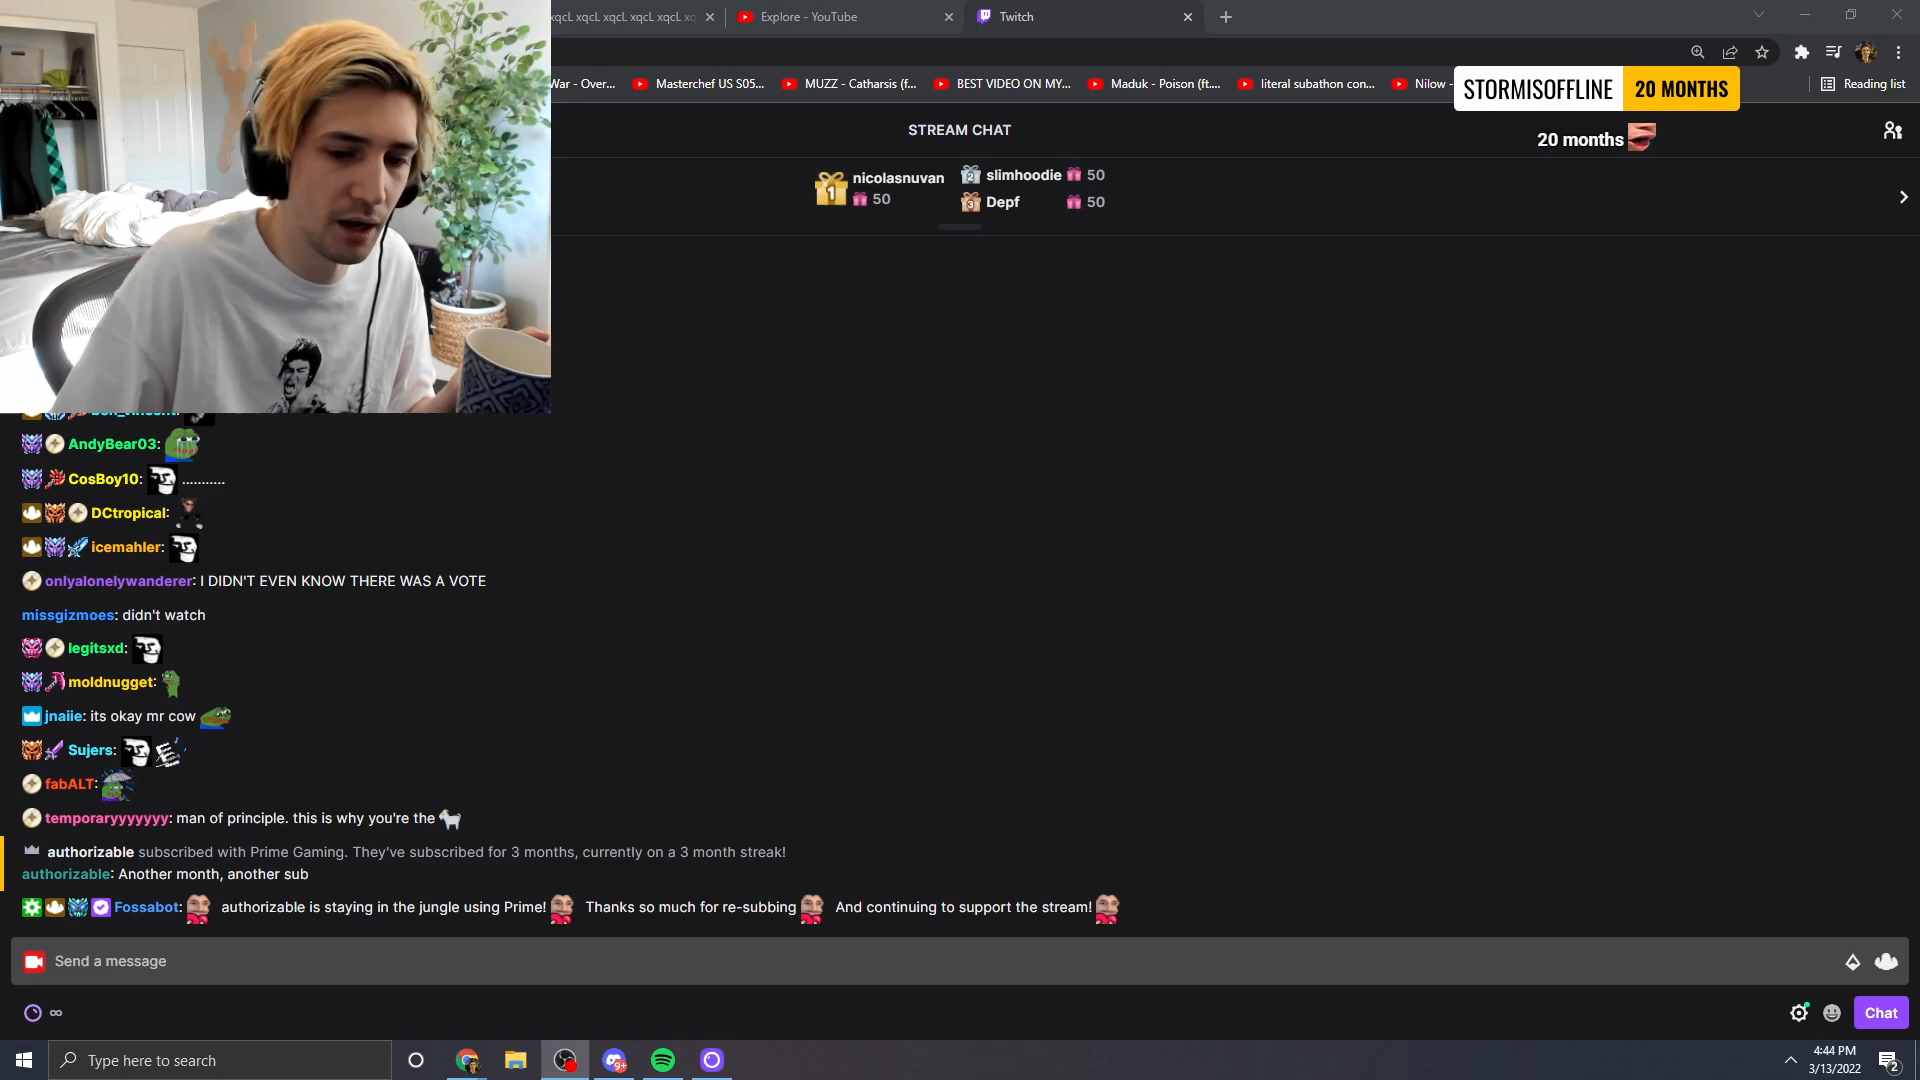 xqcL xqcL xqcL xqcL xqcL
Explore - YouTube
Twitch
War - Over...
Masterchef US S05...
MUZZ - Catharsis (f...
BEST VIDEO ON MY...
Maduk - Poison (ft....
literal subathon con...
Nilow -
Reading list
STORMISOFFLINE 20 MONTHS
STREAM CHAT
20 months
1 nicolasnuvan 50
2 slimhoodie 50
3 Depf 50
AndyBear03:
CosBoy10: ...........
DCtropical:
icemahler:
onlyalonelywanderer: I DIDN'T EVEN KNOW THERE WAS A VOTE
missgizmoes: didn't watch
legitsxd:
moldnugget:
jnaiie: its okay mr cow
Sujers:
fabALT:
temporaryyyyyyy: man of principle. this is why you're the
authorizable subscribed with Prime Gaming. They've subscribed for 3 months, currently on a 3 month streak!
authorizable: Another month, another sub
Fossabot: authorizable is staying in the jungle using Prime! Thanks so much for re-subbing And continuing to support the stream!
Send a message
∞
Chat
Type here to search
9+
4:44 PM
3/13/2022
2